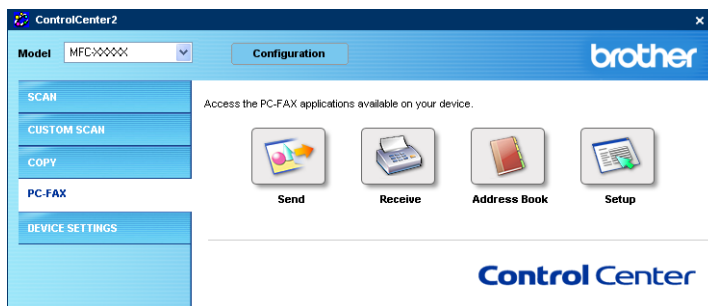 ControlCenter2
Model MFC-XXXXX Configuration brother
SCAN
Access the PC-FAX applications available on your device.
CUSTOM SCAN
COPY
PC-FAX
Send Receive Address Book Setup
DEVICE SETTINGS
Control Center